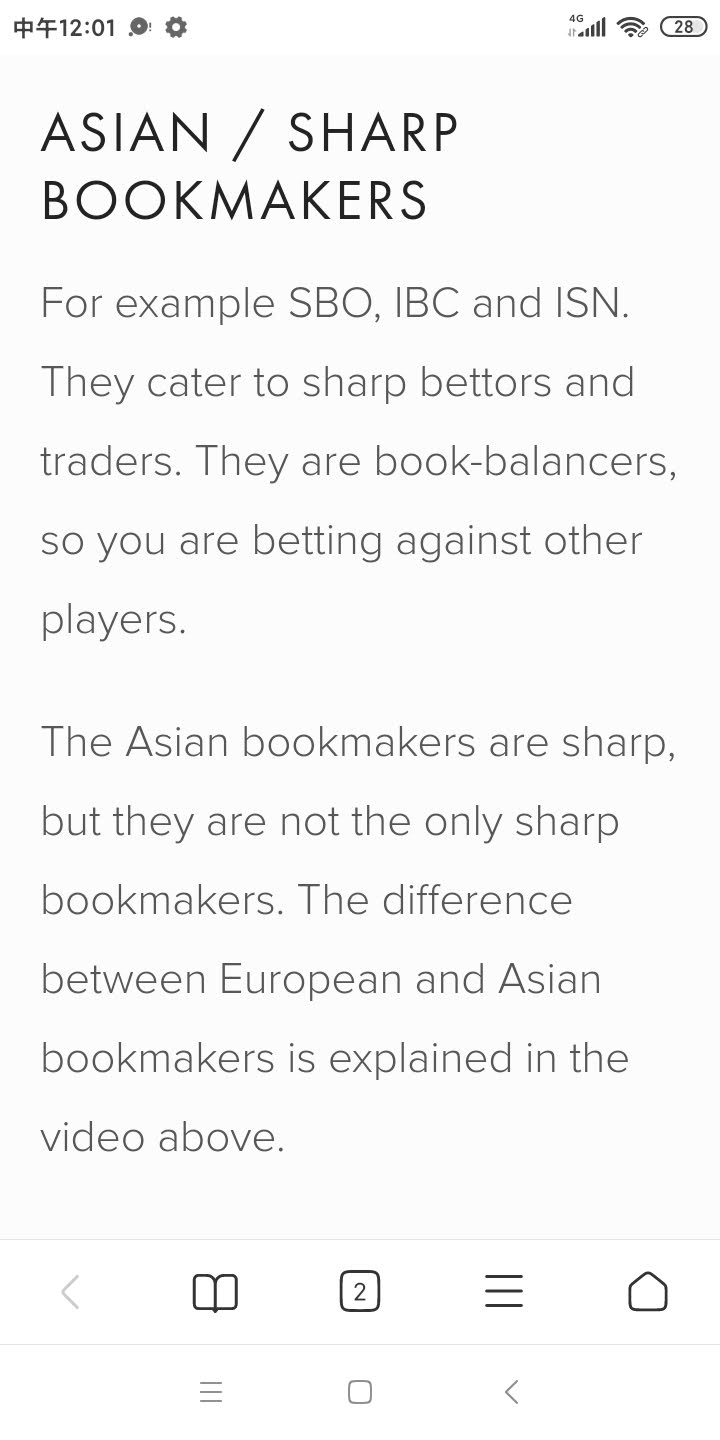 中午12:01
4G
28
ASIAN / SHARP
BOOKMAKERS
For example SBO, IBC and ISN.
They cater to sharp bettors and
traders. They are book-balancers,
so you are betting against other
players.
The Asian bookmakers are sharp,
but they are not the only sharp
bookmakers. The difference
between European and Asian
bookmakers is explained in the
video above.
2